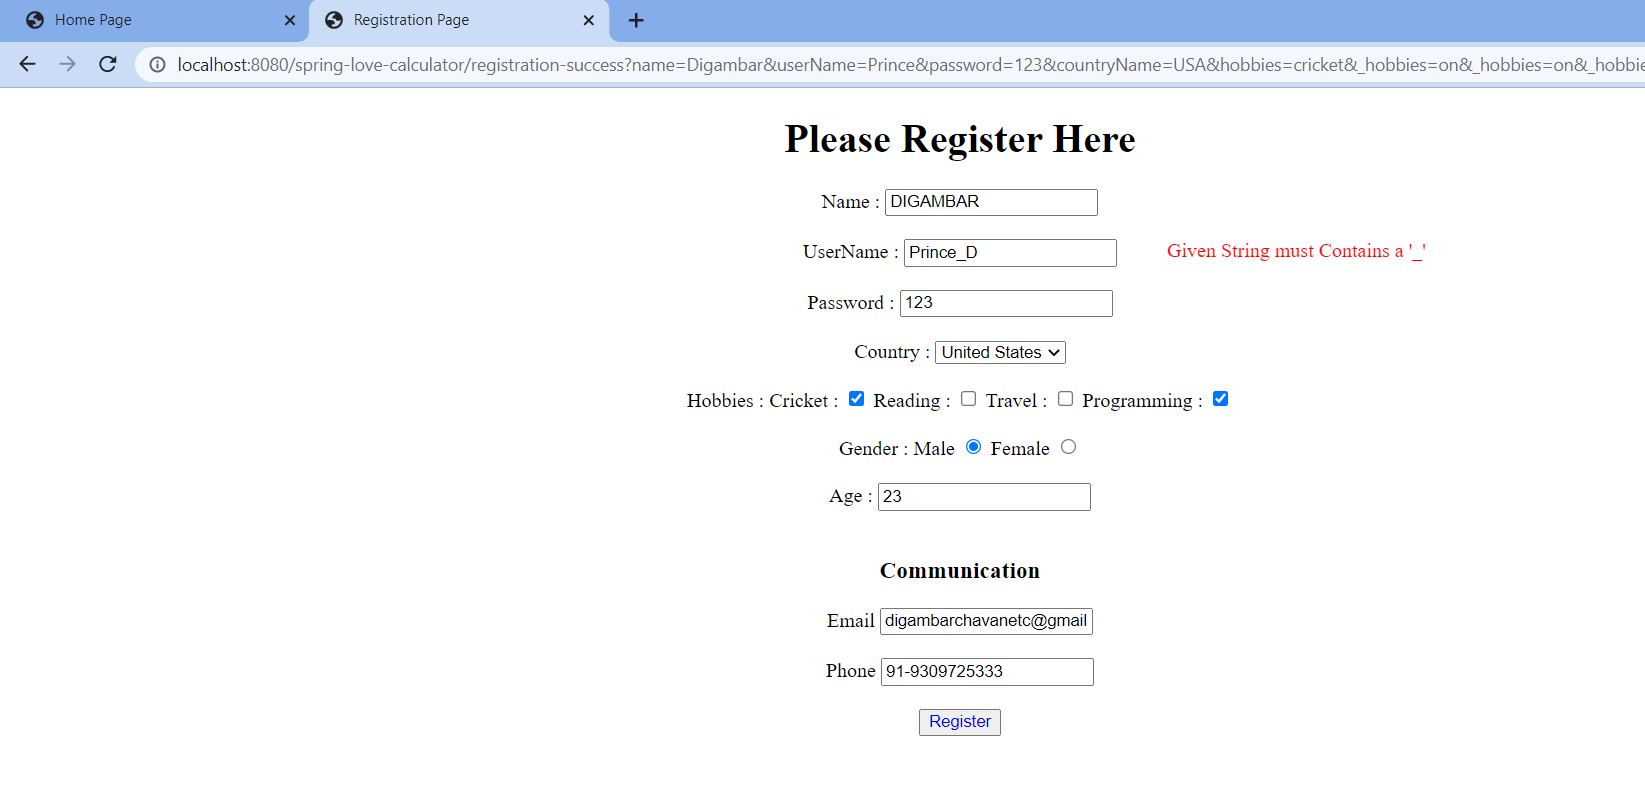 Home Page
Registration Page
localhost:8080/spring-love-calculator/registration-success?name=Digambar&userName=Prince&password=123&countryName=USA&hobbies=cricket&_hobbies=on&_hobbies=on&_hobbie
Please Register Here
Name : DIGAMBAR
UserName : Prince_D Given String must Contains a '_'
Password : 123
Country : United States
Hobbies : Cricket : Reading : Travel : Programming :
Gender : Male Female
Age : 23
Communication
Email digambarchavanetc@gmail
Phone 91-9309725333
Register